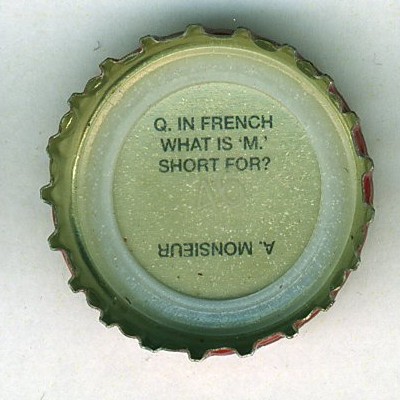 Q. IN FRENCH
WHAT IS 'M.'
SHORT FOR?
A. MONSIEUR